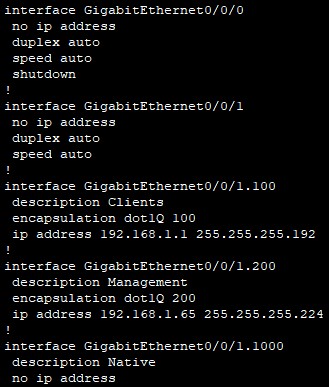 interface GigabitEthernet0/0/0
no ip address
duplex auto
speed auto
shutdown
!
interface GigabitEthernet0/0/1
no ip address
duplex auto
speed auto
!
interface GigabitEthernet0/0/1.100
description Clients
encapsulation dot1Q 100
ip address 192.168.1.1 255.255.255.192
!
interface GigabitEthernet0/0/1.200
description Management
encapsulation dot1Q 200
ip address 192.168.1.65 255.255.255.224
!
interface GigabitEthernet0/0/1.1000
description Native
no ip address